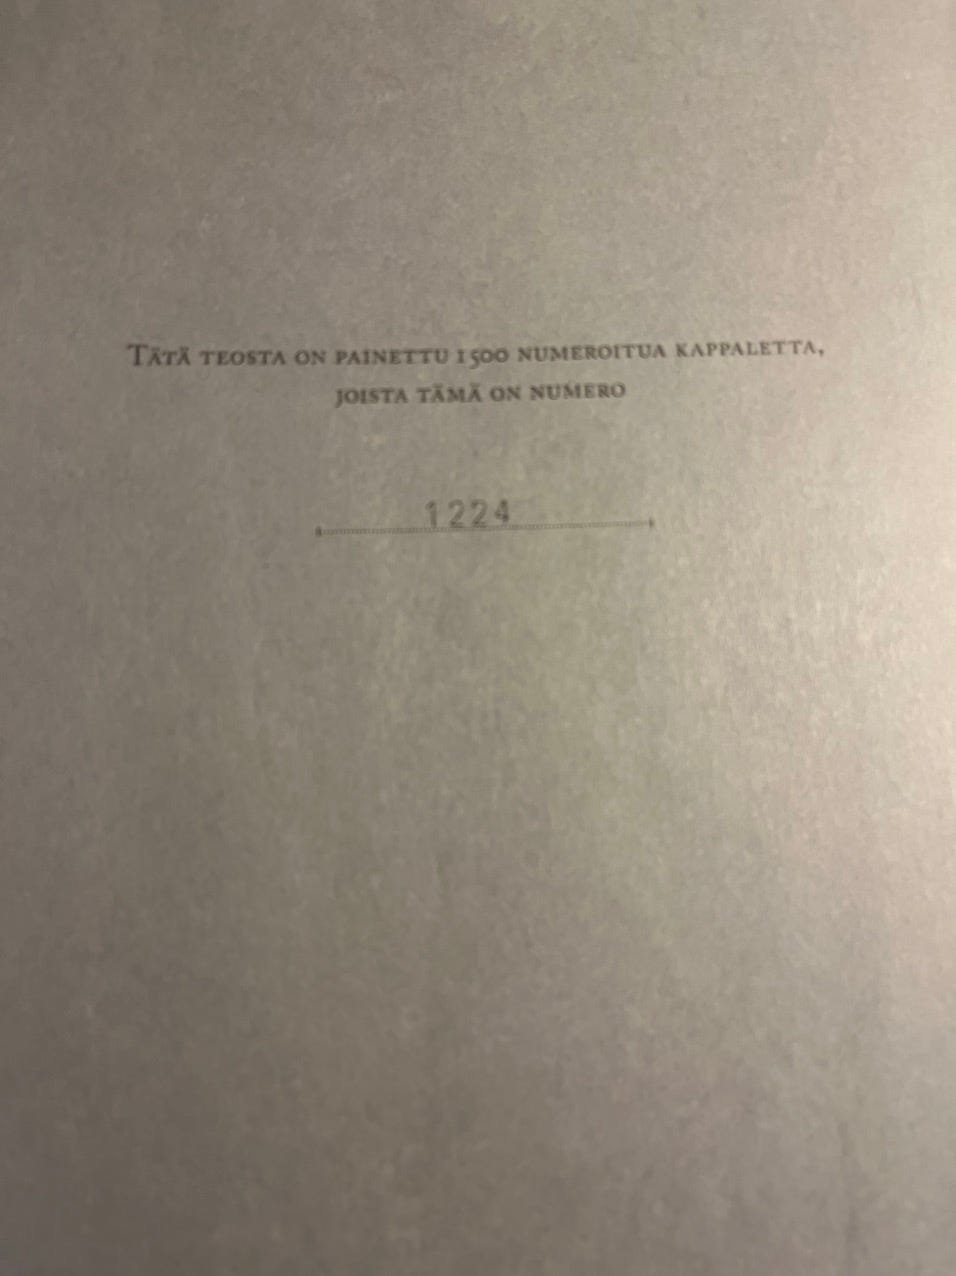 Tätä teosta on painettu 1500 numeroitua kappaletta,
joista tämä on numero
1224